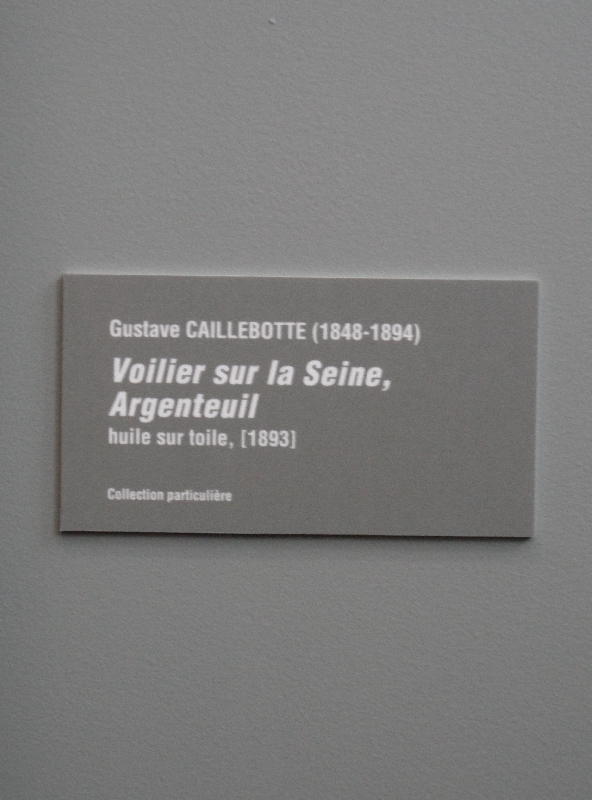 Gustave CAILLEBOTTE (1848-1894)
Voilier sur la Seine,
Argenteuil
huile sur toile, [1893]
Collection particulière